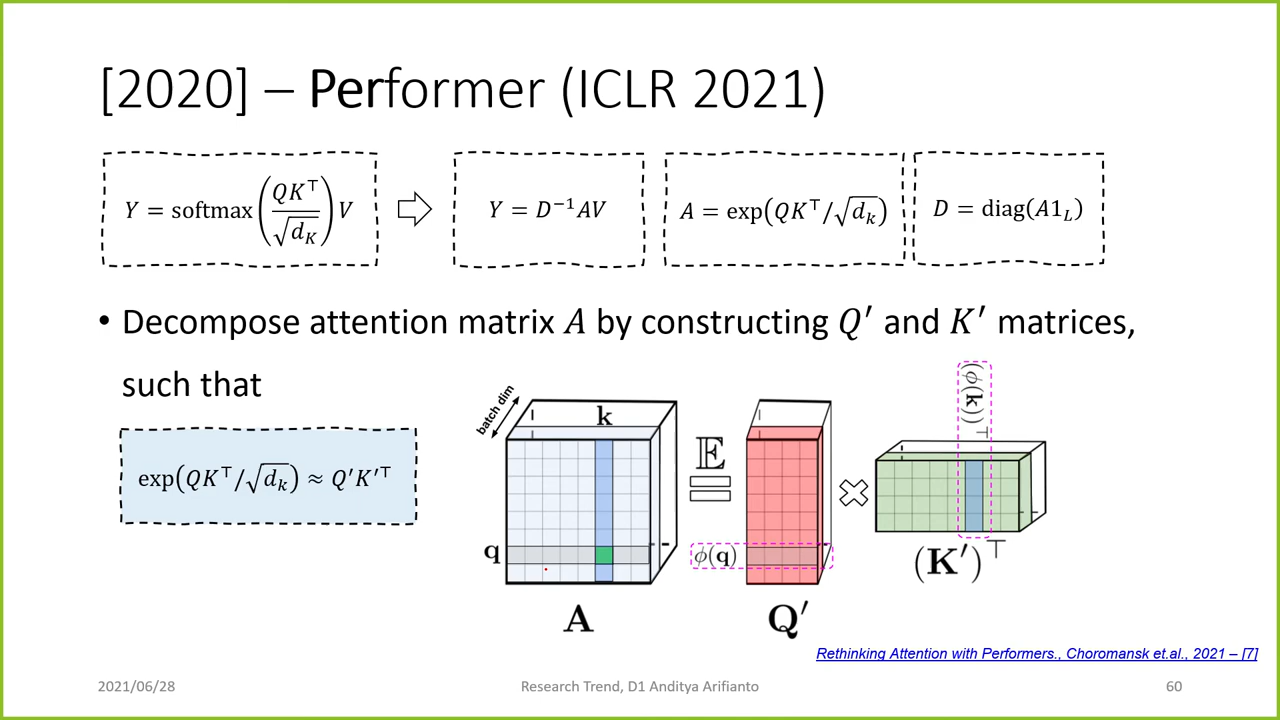 [2020] – Performer (ICLR 2021)
Y = softmax(QK⊤/√d_K)V
Y = D⁻¹AV
A = exp(QK⊤/√d_k)
D = diag(A1_L)
• Decompose attention matrix A by constructing Q′ and K′ matrices,
such that
exp(QK⊤/√d_k) ≈ Q′K′⊤
batch dim
k
q
A
𝔼
ϕ(q)
Q′
(ϕ(k))⊤
(K′)⊤
Rethinking Attention with Performers., Choromansk et.al., 2021 – [7]
2021/06/28
Research Trend, D1 Anditya Arifianto
60